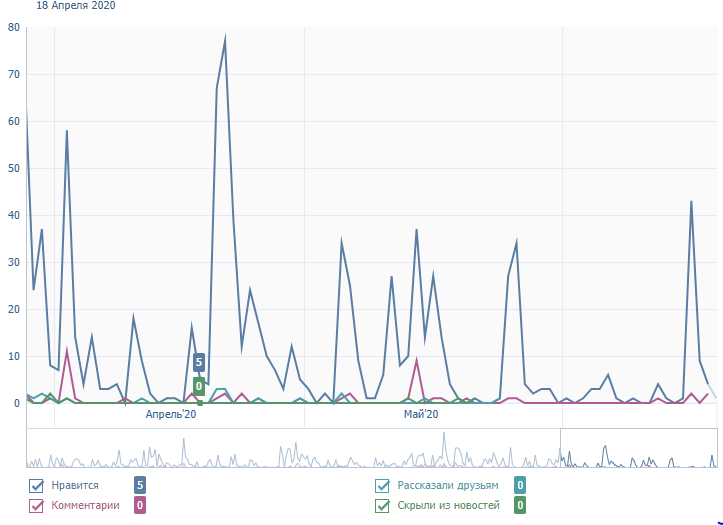 18 Апреля 2020
80
70
60
50
40
30
20
10
0
5
0
Апрель'20
Май'20
Нравится 5
Рассказали друзьям 0
Комментарии 0
Скрыли из новостей 0